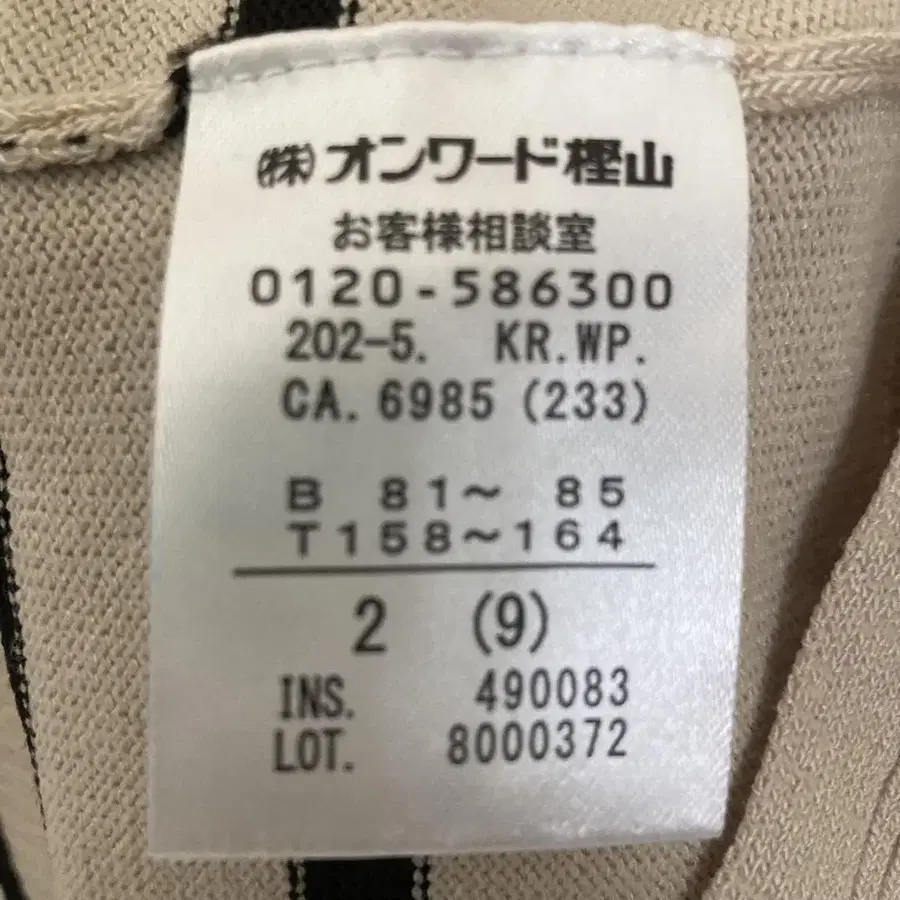 (株)オンワード樫山
お客様相談室
0120-586300
202-5. KR.WP.
CA.6985(233)
B 81～ 85
T158～164
2 (9)
INS. 490083
LOT. 8000372